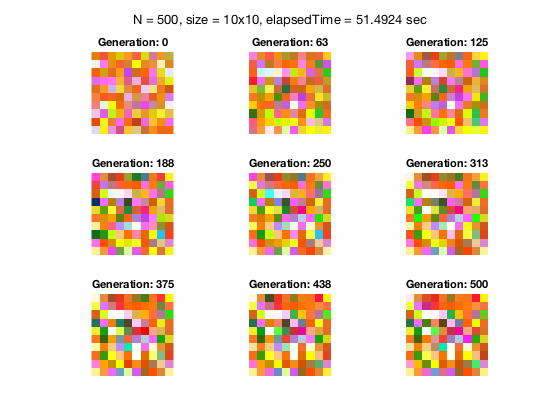 N = 500, size = 10x10, elapsedTime = 51.4924 sec
Generation: 0
Generation: 63
Generation: 125
Generation: 188
Generation: 250
Generation: 313
Generation: 375
Generation: 438
Generation: 500